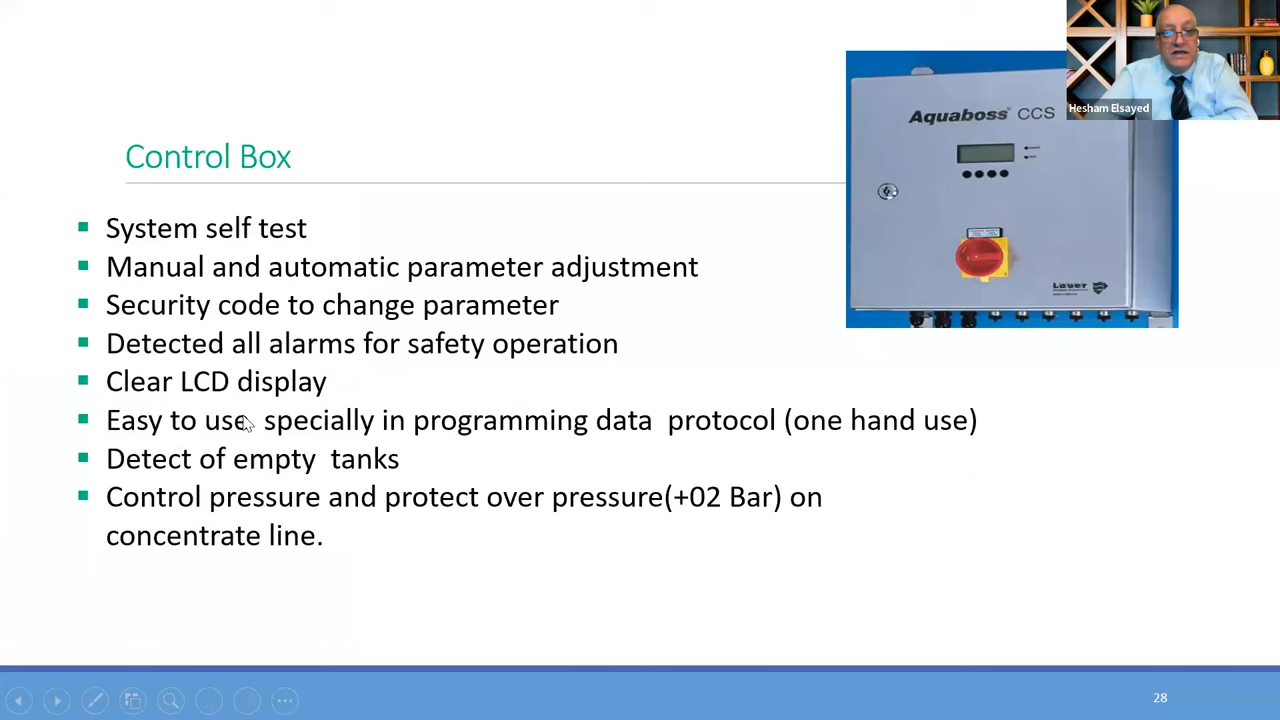 Hesham Elsayed
Aquaboss CCS
Control Box
Lauer
System self test
Manual and automatic parameter adjustment
Security code to change parameter
Detected all alarms for safety operation
Clear LCD display
Easy to use, specially in programming data protocol (one hand use)
Detect of empty tanks
Control pressure and protect over pressure(+02 Bar) on
concentrate line.
28